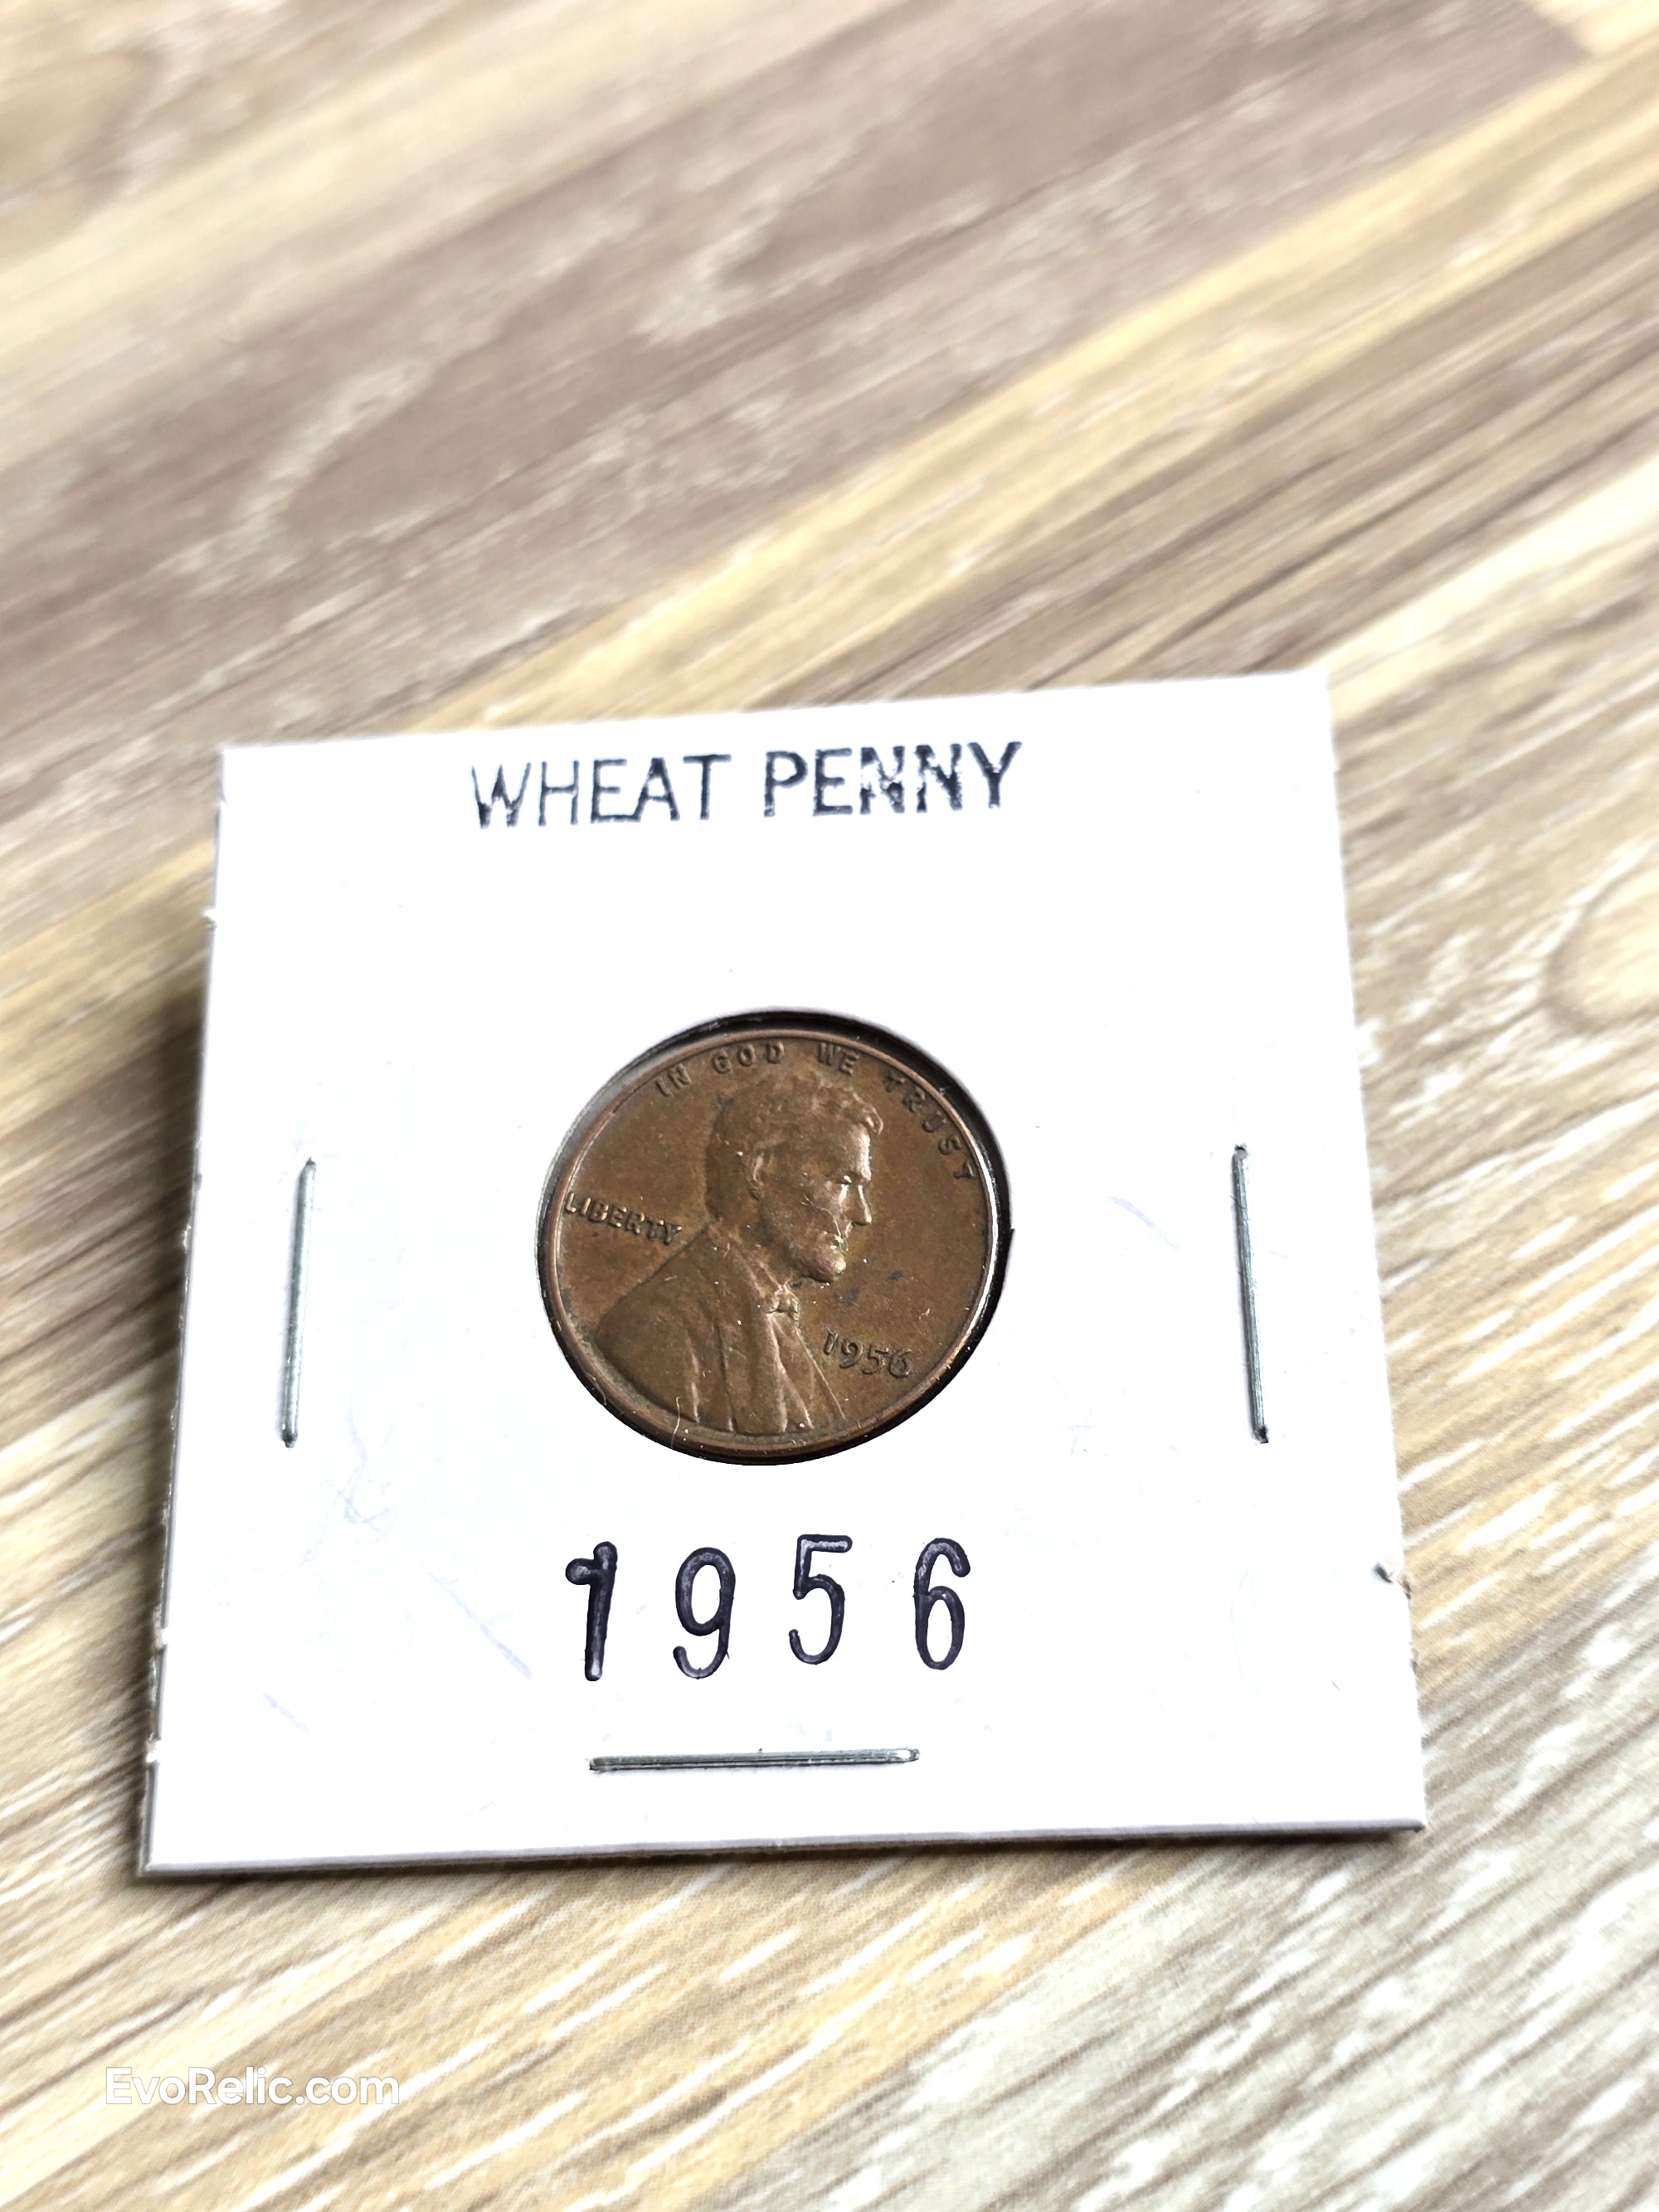 WHEAT PENNY
IN GOD WE TRUST
LIBERTY
1956
1956
EvoRelic.com